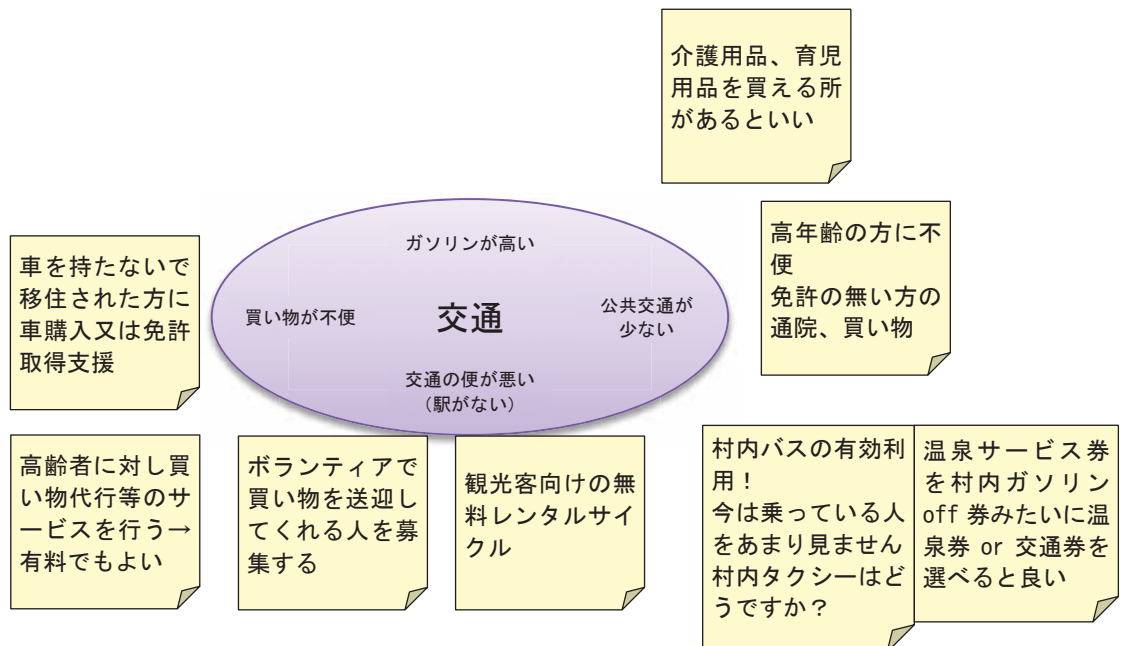 介護用品、育児
用品を買える所
があるといい
ガソリンが高い
買い物が不便
交通
公共交通が
少ない
交通の便が悪い
（駅がない）
高年齢の方に不
便
免許の無い方の
通院、買い物
車を持たないで
移住された方に
車購入又は免許
取得支援
高齢者に対し買
い物代行等のサ
ービスを行う→
有料でもよい
ボランティアで
買い物を送迎し
てくれる人を募
集する
観光客向けの無
料レンタルサイ
クル
村内バスの有効利
用！
今は乗っている人
をあまり見ません
村内タクシーはど
うですか？
温泉サービス券
を村内ガソリン
off 券みたいに温
泉券 or 交通券を
選べると良い